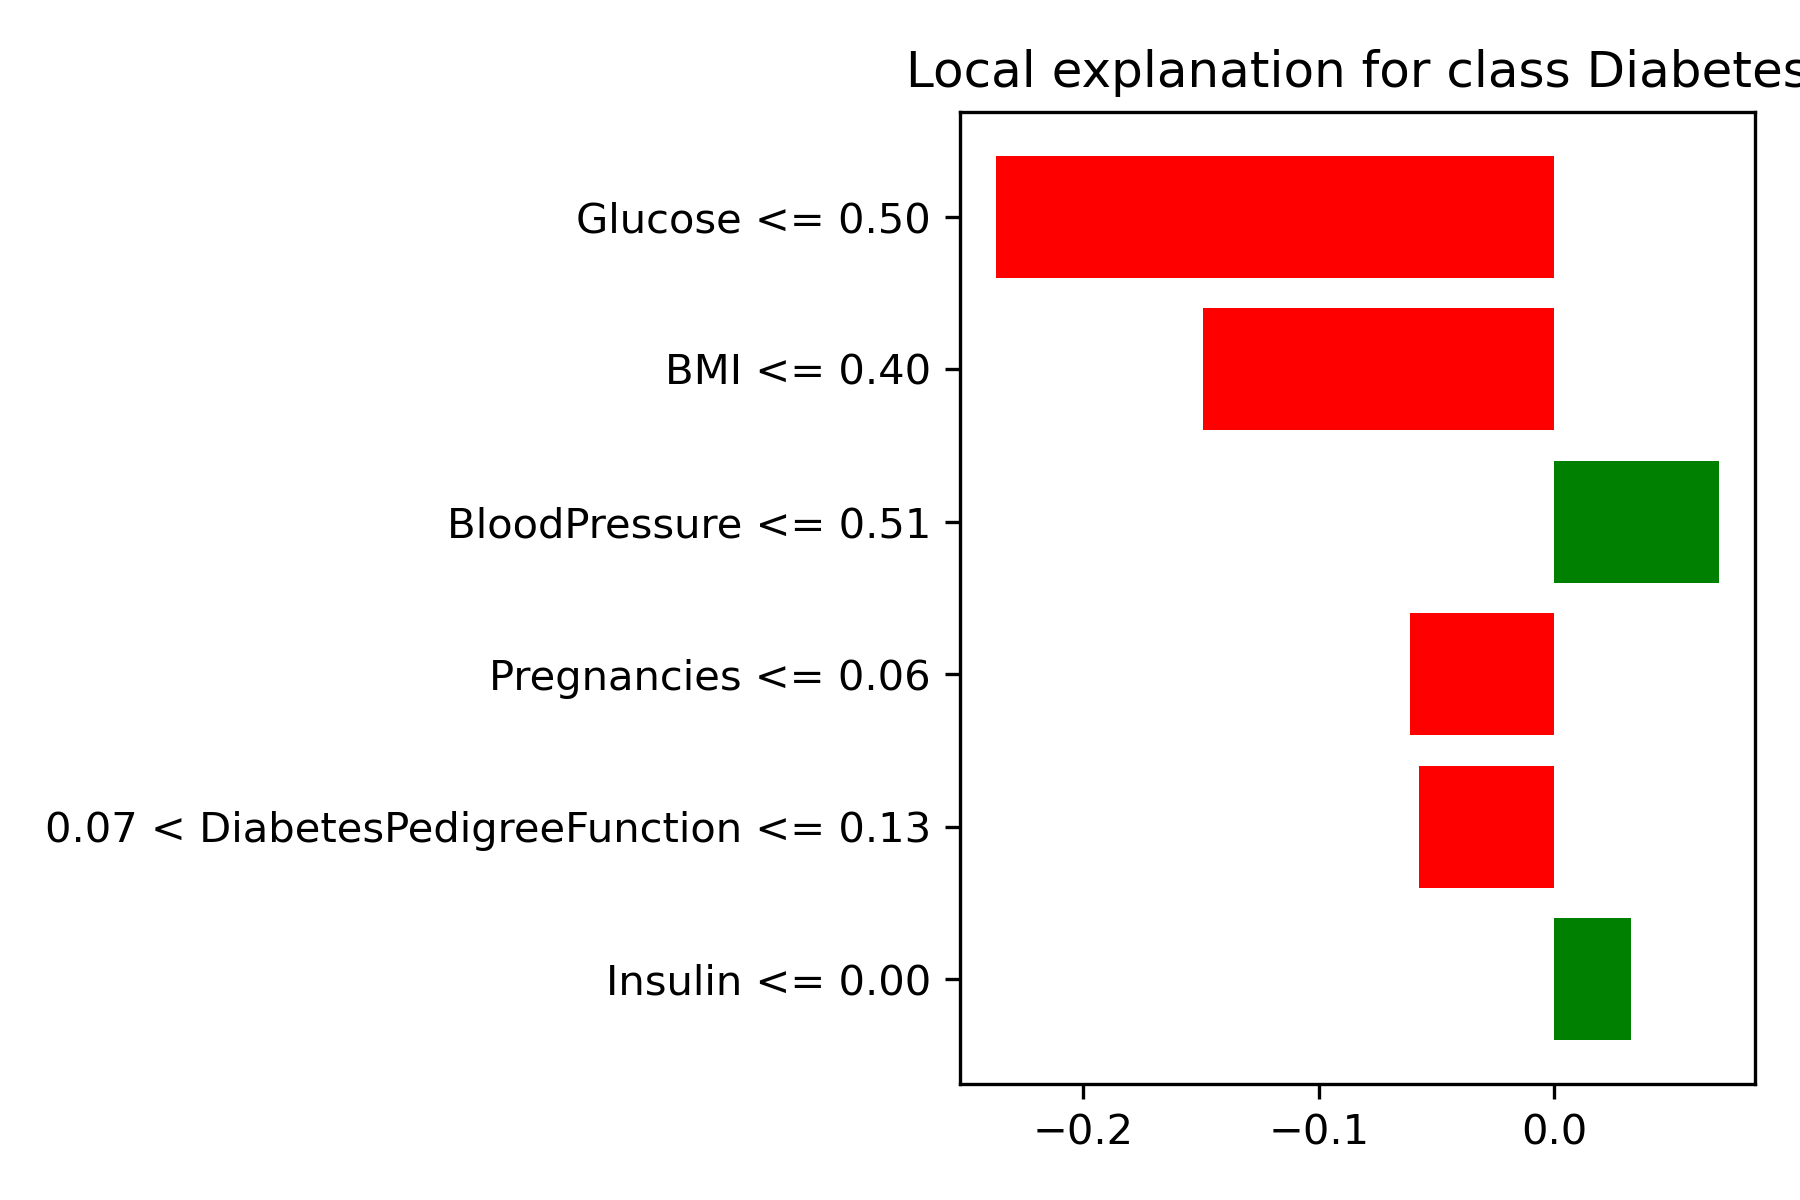 Local explanation for class Diabetes
Glucose <= 0.50
BMI <= 0.40
BloodPressure <= 0.51
Pregnancies <= 0.06
0.07 < DiabetesPedigreeFunction <= 0.13
Insulin <= 0.00
−0.2 −0.1 0.0